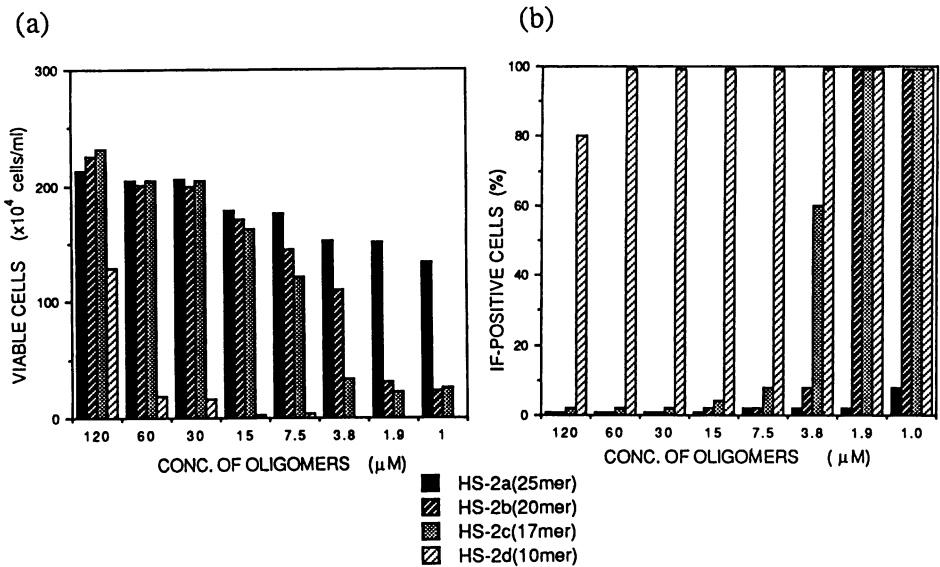 (a)
300
200
100
0
VIABLE CELLS (x10⁴ cells/ml)
120 60 30 15 7.5 3.8 1.9 1
CONC. OF OLIGOMERS (μM)
(b)
100
80
60
40
20
0
IF-POSITIVE CELLS (%)
120 60 30 15 7.5 3.8 1.9 1.0
CONC. OF OLIGOMERS (μM)
HS-2a(25mer)
HS-2b(20mer)
HS-2c(17mer)
HS-2d(10mer)